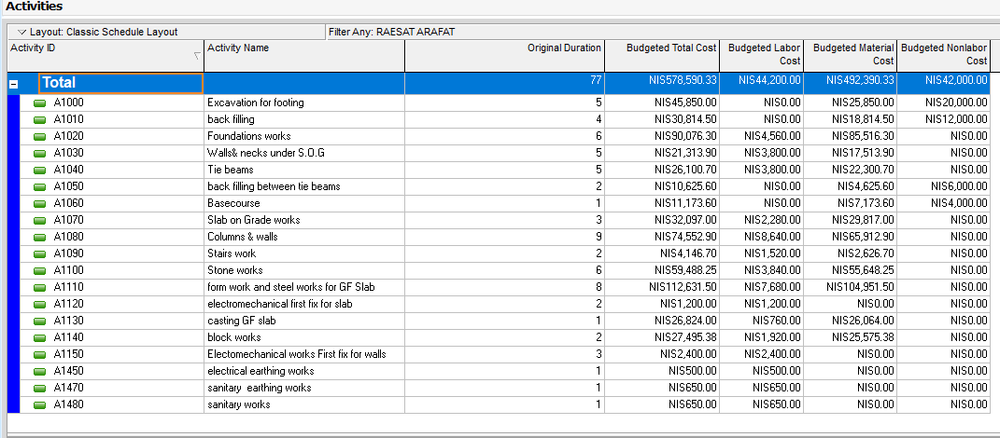 Activities
Layout: Classic Schedule Layout Filter Any: RAESAT ARAFAT
Activity ID Activity Name Original Duration Budgeted Total Cost Budgeted Labor Cost Budgeted Material Cost Budgeted Nonlabor Cost
Total 77 NIS578,590.33 NIS44,200.00 NIS492,390.33 NIS42,000.00
A1000 Excavation for footing 5 NIS45,850.00 NIS0.00 NIS25,850.00 NIS20,000.00
A1010 back filling 4 NIS30,814.50 NIS0.00 NIS18,814.50 NIS12,000.00
A1020 Foundations works 6 NIS90,076.30 NIS4,560.00 NIS85,516.30 NIS0.00
A1030 Walls& necks under S.O.G 5 NIS21,313.90 NIS3,800.00 NIS17,513.90 NIS0.00
A1040 Tie beams 5 NIS26,100.70 NIS3,800.00 NIS22,300.70 NIS0.00
A1050 back filling between tie beams 2 NIS10,625.60 NIS0.00 NIS4,625.60 NIS6,000.00
A1060 Basecourse 1 NIS11,173.60 NIS0.00 NIS7,173.60 NIS4,000.00
A1070 Slab on Grade works 3 NIS32,097.00 NIS2,280.00 NIS29,817.00 NIS0.00
A1080 Columns & walls 9 NIS74,552.90 NIS8,640.00 NIS65,912.90 NIS0.00
A1090 Stairs work 2 NIS4,146.70 NIS1,520.00 NIS2,626.70 NIS0.00
A1100 Stone works 6 NIS59,488.25 NIS3,840.00 NIS55,648.25 NIS0.00
A1110 form work and steel works for GF Slab 8 NIS112,631.50 NIS7,680.00 NIS104,951.50 NIS0.00
A1120 electromechanical first fix for slab 2 NIS1,200.00 NIS1,200.00 NIS0.00 NIS0.00
A1130 casting GF slab 1 NIS26,824.00 NIS760.00 NIS26,064.00 NIS0.00
A1140 block works 2 NIS27,495.38 NIS1,920.00 NIS25,575.38 NIS0.00
A1150 Electomechanical works First fix for walls 3 NIS2,400.00 NIS2,400.00 NIS0.00 NIS0.00
A1450 electrical earthing works 1 NIS500.00 NIS500.00 NIS0.00 NIS0.00
A1470 sanitary earthing works 1 NIS650.00 NIS650.00 NIS0.00 NIS0.00
A1480 sanitary works 1 NIS650.00 NIS650.00 NIS0.00 NIS0.00